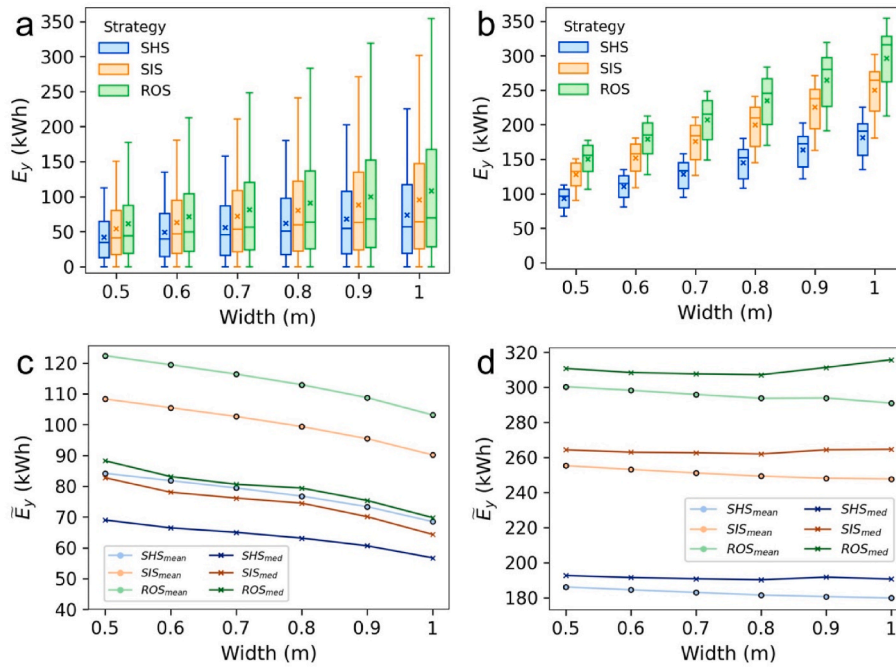 a
Strategy
SHS
SIS
ROS
E_y (kWh)
350
300
250
200
150
100
50
0
0.5 0.6 0.7 0.8 0.9 1
Width (m)
b
Strategy
SHS
SIS
ROS
E_y (kWh)
350
300
250
200
150
100
50
0
0.5 0.6 0.7 0.8 0.9 1
Width (m)
c
Ẽ_y (kWh)
120
110
100
90
80
70
60
50
40
SHS_mean SHS_med
SIS_mean SIS_med
ROS_mean ROS_med
0.5 0.6 0.7 0.8 0.9 1
Width (m)
d
Ẽ_y (kWh)
320
300
280
260
240
220
200
180
SHS_mean SHS_med
SIS_mean SIS_med
ROS_mean ROS_med
0.5 0.6 0.7 0.8 0.9 1
Width (m)